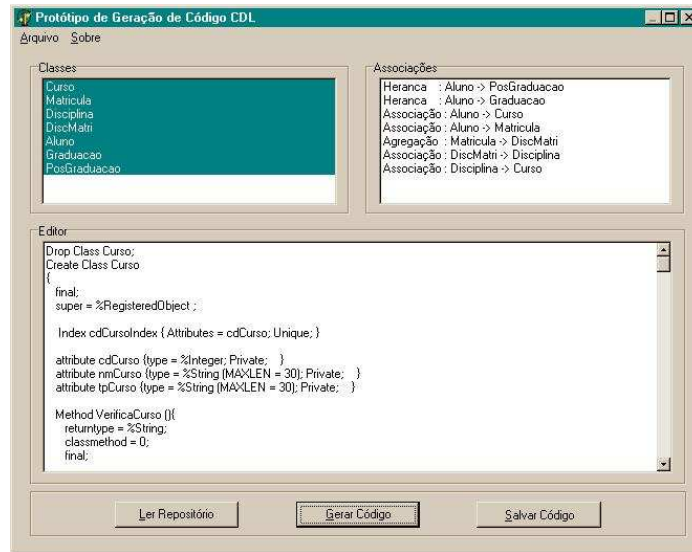 Protótipo de Geração de Código CDL
Arquivo Sobre
Classes
Curso
Matricula
Disciplina
DiscMatri
Aluno
Graduacao
PosGraduacao
Associações
Heranca : Aluno -> PosGraduacao
Heranca : Aluno -> Graduacao
Associação : Aluno -> Curso
Associação : Aluno -> Matricula
Agregação : Matricula -> DiscMatri
Associação : DiscMatri -> Disciplina
Associação : Disciplina -> Curso
Editor
Drop Class Curso;
Create Class Curso
{
final;
super = %RegisteredObject ;
Index cdCursoIndex { Attributes = cdCurso; Unique; }
attribute cdCurso {type = %Integer; Private; }
attribute nmCurso {type = %String (MAXLEN = 30); Private; }
attribute tpCurso {type = %String (MAXLEN = 30); Private; }
Method VerificaCurso (){
returntype = %String;
classmethod = 0;
final;
Ler Repositório Gerar Código Salvar Código